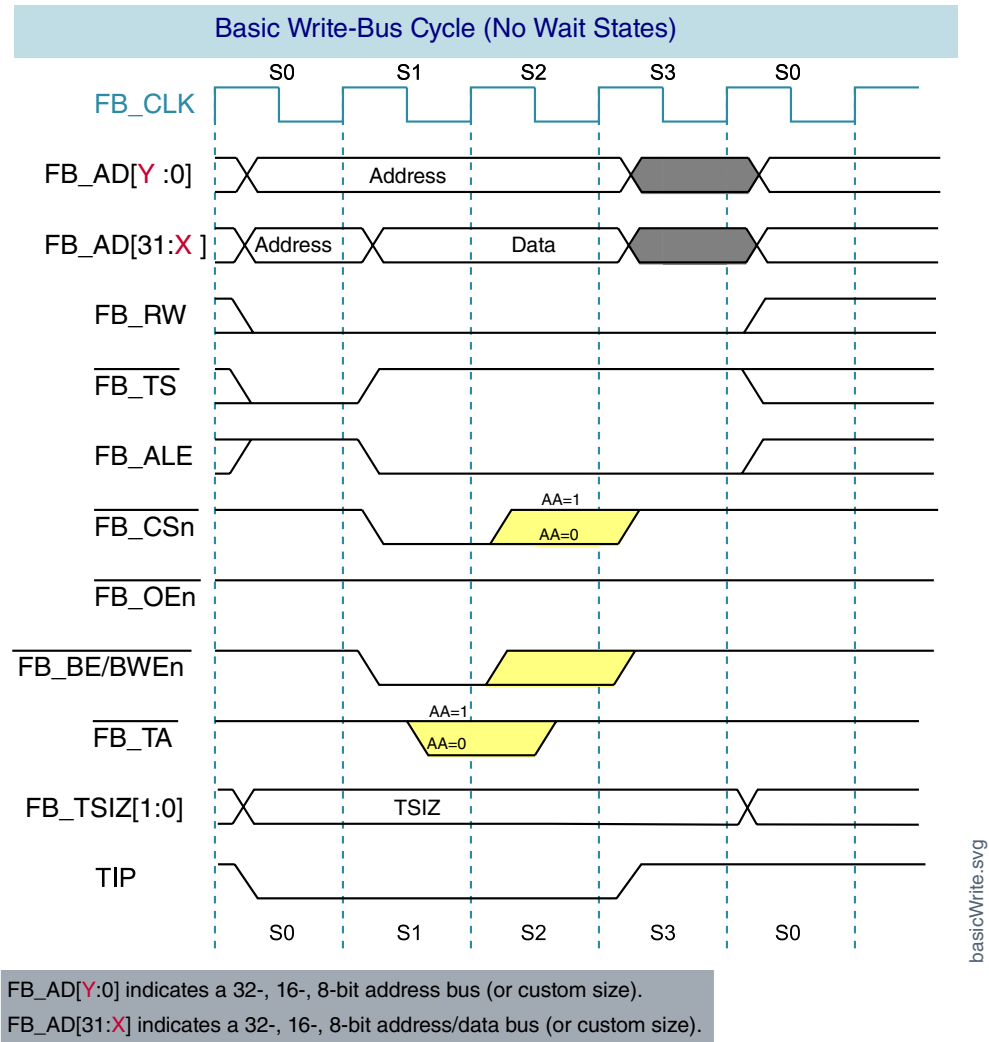 Basic Write-Bus Cycle (No Wait States)
S0 S1 S2 S3 S0
FB_CLK
FB_AD[Y :0] Address
FB_AD[31:X ] Address Data
FB_RW
FB_TS
FB_ALE
AA=1
FB_CSn AA=0
FB_OEn
FB_BE/BWEn
AA=1
FB_TA AA=0
FB_TSIZ[1:0] TSIZ
TIP
S0 S1 S2 S3 S0
basicWrite.svg
FB_AD[Y:0] indicates a 32-, 16-, 8-bit address bus (or custom size).
FB_AD[31:X] indicates a 32-, 16-, 8-bit address/data bus (or custom size).